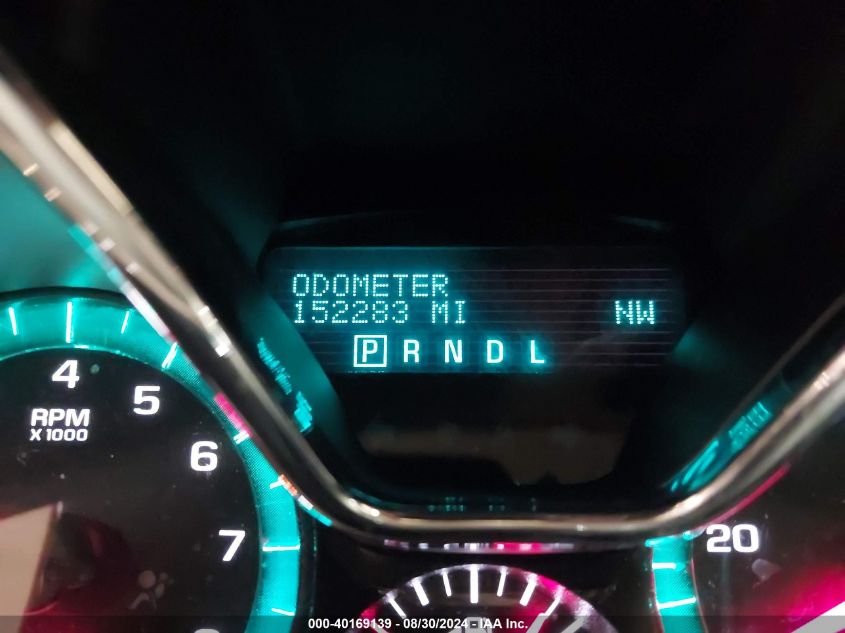 ODOMETER
152283 MI NW
P R N D L
4
5
RPM
X 1000
6
7
20
000-40169139 - 08/30/2024 - IAA Inc.